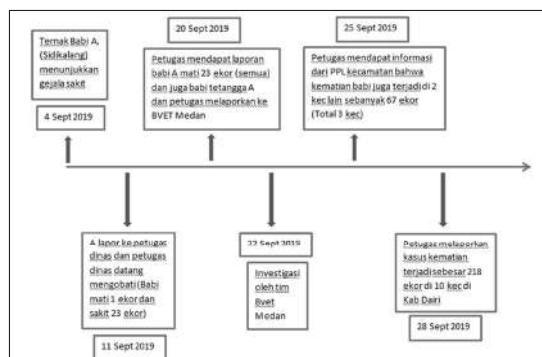 Ternak Babi A,
(Sidikalang)
menunjukkan
gejala sakit
4 Sept 2019
20 Sept 2019
Petugas mendapat laporan
babi A mati 23 ekor (semua)
dan juga babi tetangga A
dan petugas melaporkan ke
BVET Medan
25 Sept 2019
Petugas mendapat informasi
dari PPL kecamatan bahwa
kematian babi juga terjadi di 2
kec lain sebanyak 67 ekor
(Total 3 kec)
A lapor ke petugas
dinas dan petugas
dinas datang
mengobati (Babi
mati 1 ekor dan
sakit 23 ekor)
11 Sept 2019
22 Sept 2019
Investigasi
oleh tim
Bvet
Medan
Petugas melaporkan
kasus kematian
terjadi sebesar 218
ekor di 10 kec di
Kab Dairi
28 Sept 2019